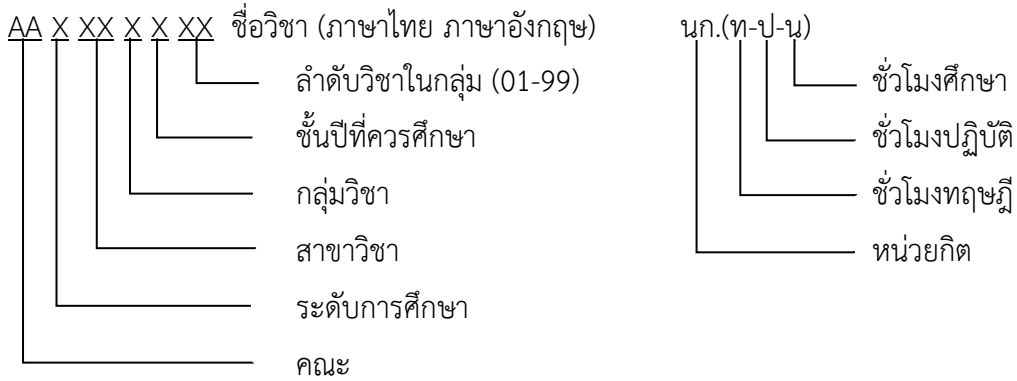 AA X XX X X XX ชื่อวิชา (ภาษาไทย ภาษาอังกฤษ) นก.(ท-ป-น)
ลำดับวิชาในกลุ่ม (01-99) ชั่วโมงศึกษา
ชั้นปีที่ควรศึกษา ชั่วโมงปฏิบัติ
กลุ่มวิชา ชั่วโมงทฤษฎี
สาขาวิชา หน่วยกิต
ระดับการศึกษา
คณะ